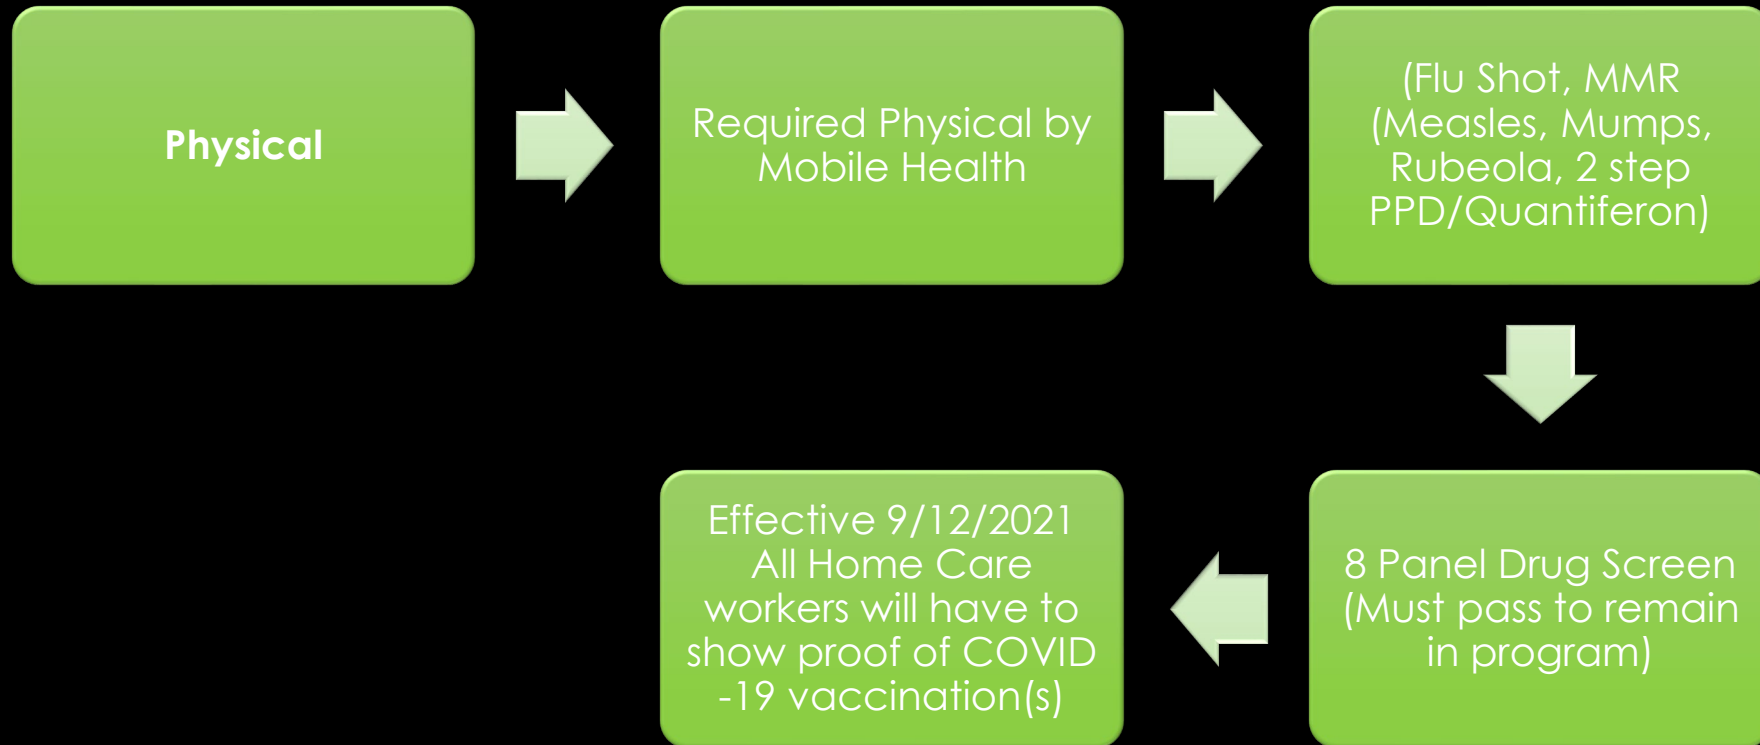 Physical
Required Physical by
Mobile Health
(Flu Shot, MMR
(Measles, Mumps,
Rubeola, 2 step
PPD/Quantiferon)
8 Panel Drug Screen
(Must pass to remain
in program)
Effective 9/12/2021
All Home Care
workers will have to
show proof of COVID
-19 vaccination(s)